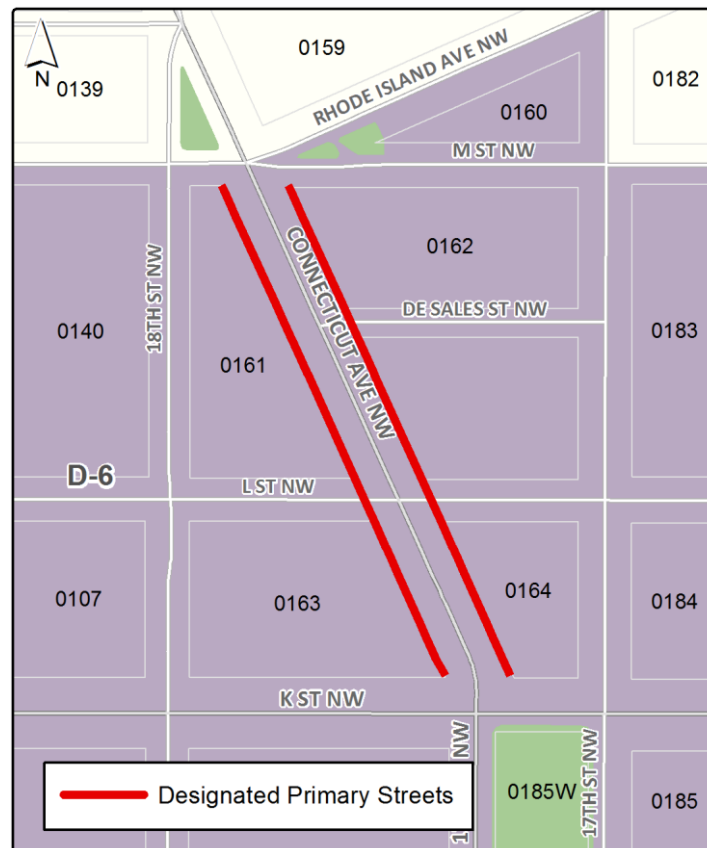 0159
N
0139
RHODE ISLAND AVE NW
0182
0160
M ST NW
CONNECTICUT AVE NW
0162
18TH ST NW
DE SALES ST NW
0140
0183
0161
D-6
L ST NW
0107
0163
0164
0184
K ST NW
NW
17TH ST NW
0185W
0185
Designated Primary Streets